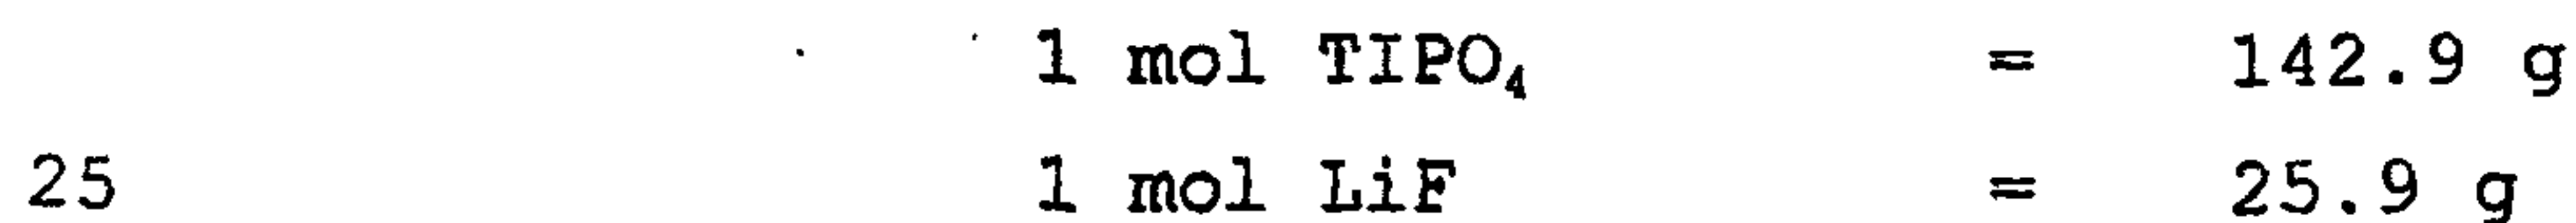 1 mol TIPO₄ = 142.9 g
25 1 mol LiF = 25.9 g